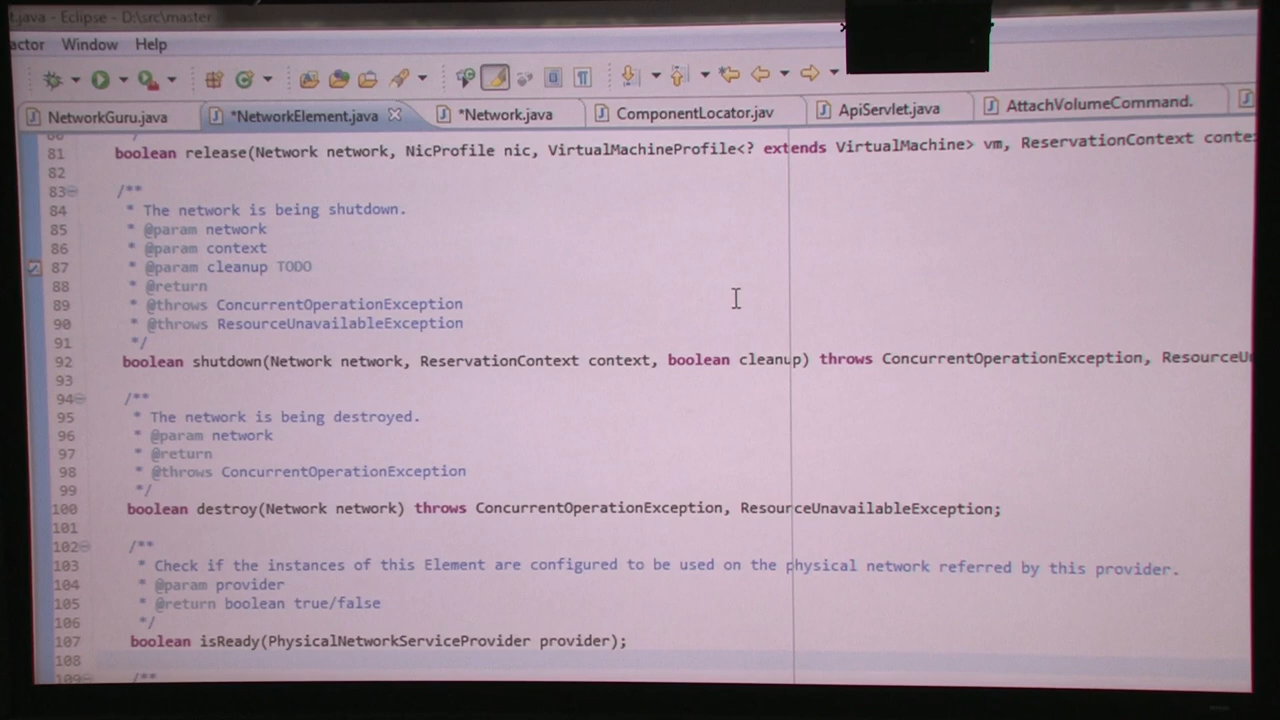 t.java - Eclipse - D:\src\master
actor Window Help
NetworkGuru.java *NetworkElement.java *Network.java ComponentLocator.jav ApiServlet.java AttachVolumeCommand.
81 boolean release(Network network, NicProfile nic, VirtualMachineProfile<? extends VirtualMachine> vm, ReservationContext conte
82
83 /**
84 * The network is being shutdown.
85 * @param network
86 * @param context
87 * @param cleanup TODO
88 * @return
89 * @throws ConcurrentOperationException
90 * @throws ResourceUnavailableException
91 */
92 boolean shutdown(Network network, ReservationContext context, boolean cleanup) throws ConcurrentOperationException, ResourceU
93
94 /**
95 * The network is being destroyed.
96 * @param network
97 * @return
98 * @throws ConcurrentOperationException
99 */
100 boolean destroy(Network network) throws ConcurrentOperationException, ResourceUnavailableException;
101
102 /**
103 * Check if the instances of this Element are configured to be used on the physical network referred by this provider.
104 * @param provider
105 * @return boolean true/false
106 */
107 boolean isReady(PhysicalNetworkServiceProvider provider);
108
109 /**